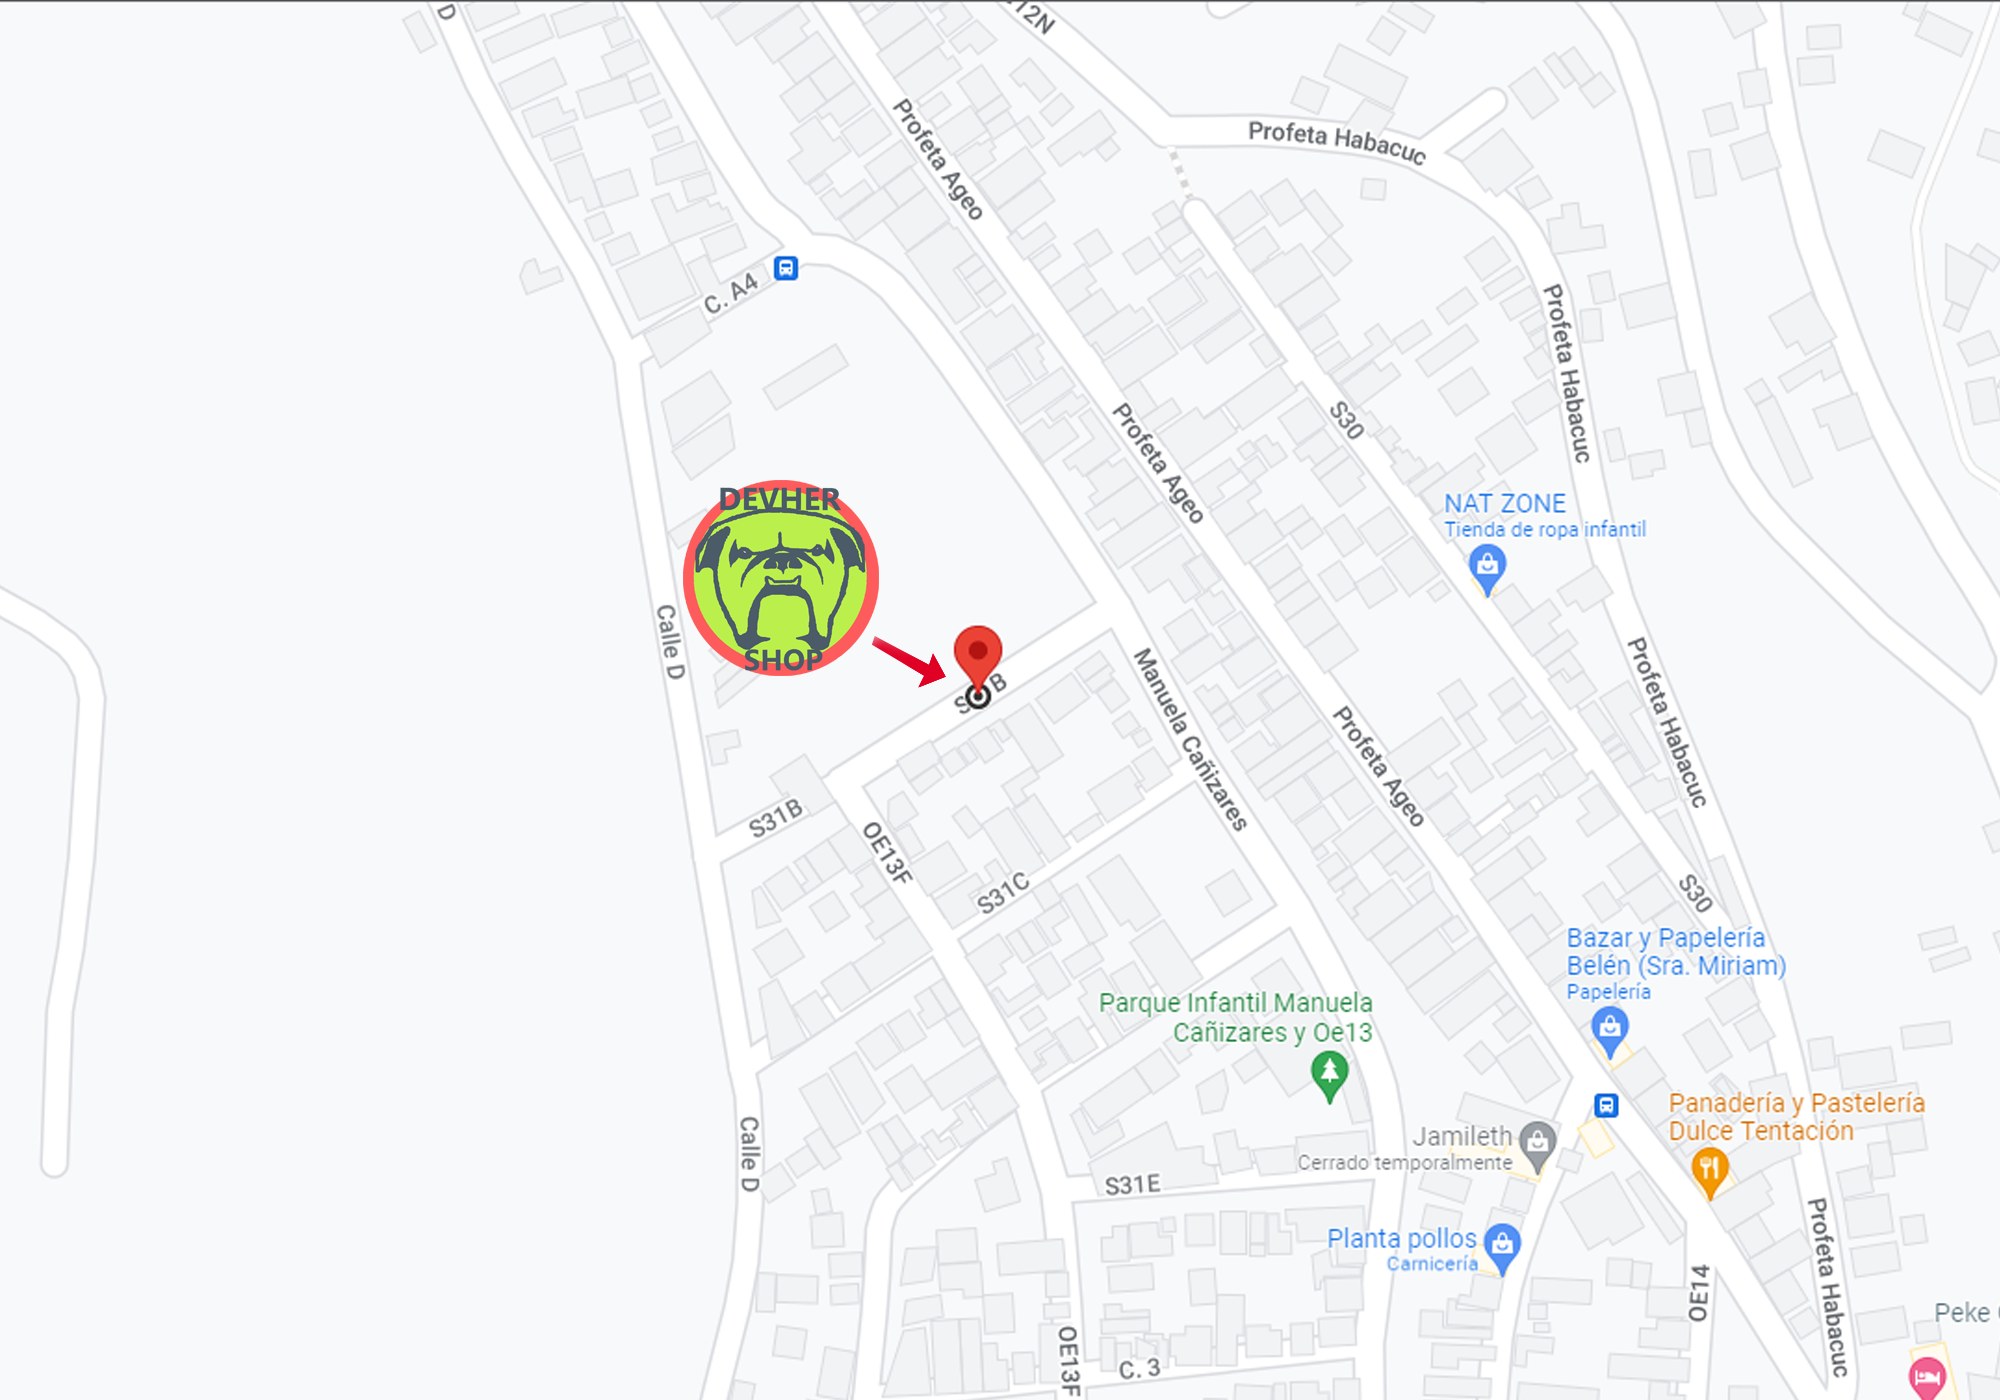 D
12N
Profeta Ageo
Profeta Habacuc
C. A4
Profeta Habacuc
S30
Profeta Ageo
DEVHER
SHOP
NAT ZONE
Tienda de ropa infantil
Calle D
B
Manuela Cañizares
Profeta Habacuc
Profeta Ageo
S31B
OE13F
S31C
S30
Bazar y Papelería
Belén (Sra. Miriam)
Papelería
Parque Infantil Manuela
Cañizares y Oe13
Panadería y Pastelería
Dulce Tentación
Jamileth
Cerrado temporalmente
Calle D
S31E
Planta pollos
Carnicería
OE14
Profeta Habacuc
Peke
OE13F
C. 3